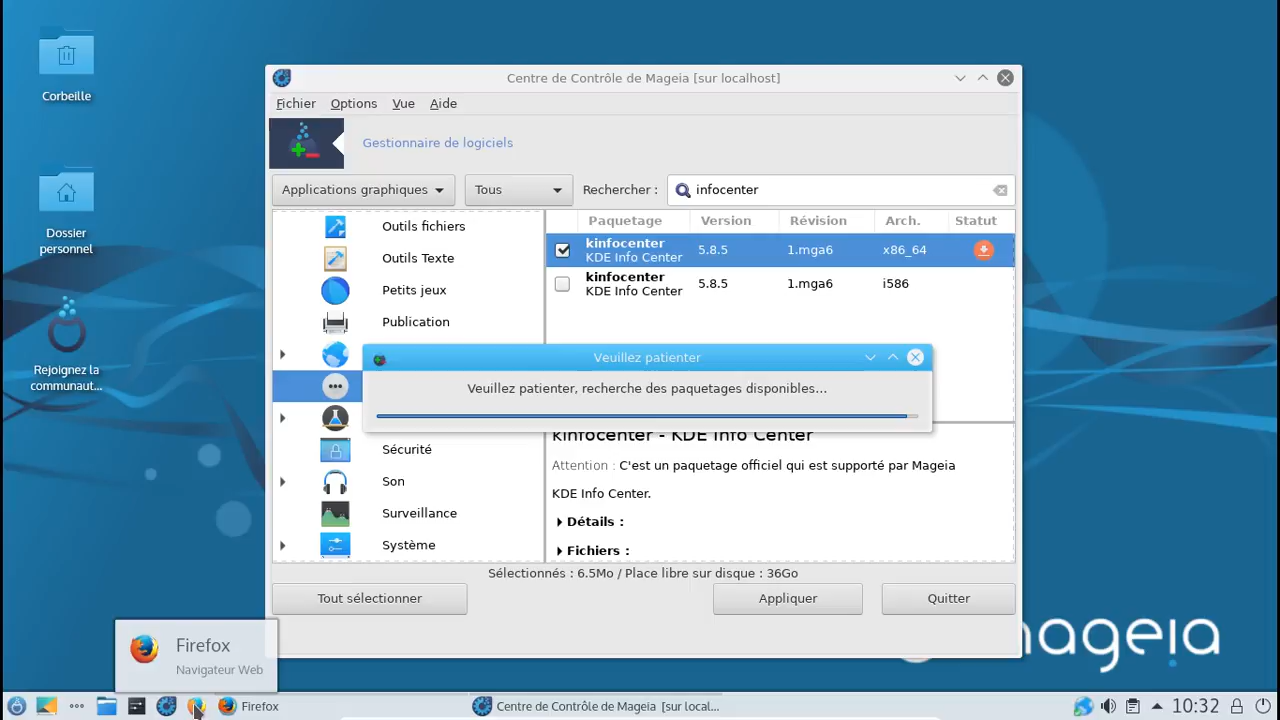 Corbeille
Dossier
personnel
Rejoignez la
communaut...
Centre de Contrôle de Mageia [sur localhost]
Fichier Options Vue Aide
Gestionnaire de logiciels
Applications graphiques Tous Rechercher : infocenter
Outils fichiers
Outils Texte
Petits jeux
Publication
Sécurité
Son
Surveillance
Système
Paquetage Version Révision Arch. Statut
kinfocenter 5.8.5 1.mga6 x86_64
KDE Info Center
kinfocenter 5.8.5 1.mga6 i586
KDE Info Center
Veuillez patienter
Veuillez patienter, recherche des paquetages disponibles...
kinfocenter - KDE Info Center
Attention : C'est un paquetage officiel qui est supporté par Mageia
KDE Info Center.
Détails :
Fichiers :
Sélectionnés : 6.5Mo / Place libre sur disque : 36Go
Tout sélectionner Appliquer Quitter
mageia
Firefox
Navigateur Web
Firefox Centre de Contrôle de Mageia [sur local... 10:32